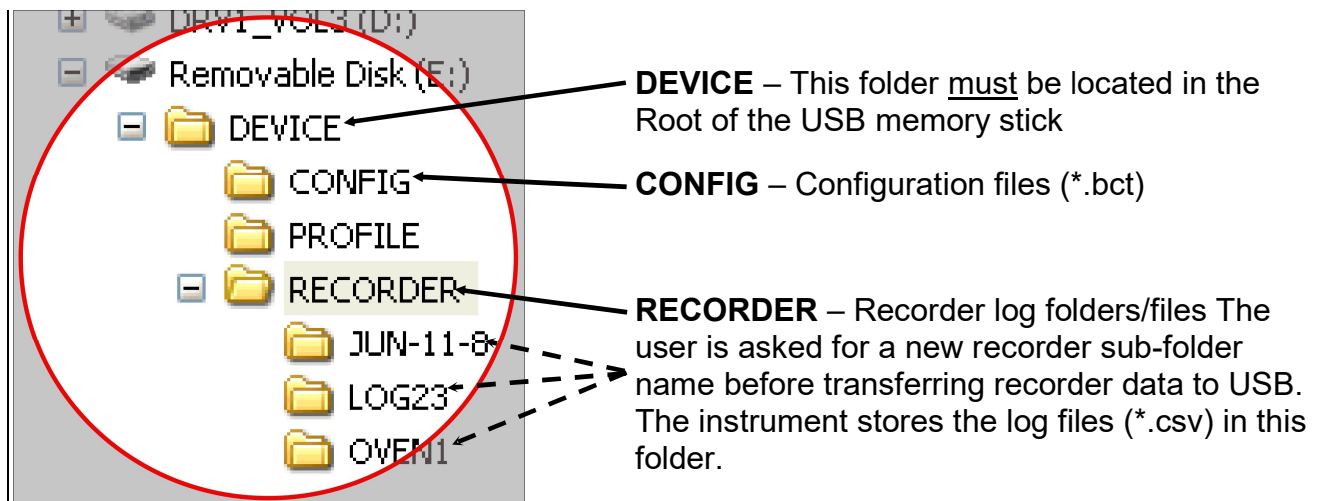 DRV1_VOL3 (D:)
Removable Disk (E:)
DEVICE
CONFIG
PROFILE
RECORDER
JUN-11-8
LOG23
OVEN1
DEVICE – This folder must be located in the
Root of the USB memory stick
CONFIG – Configuration files (*.bct)
RECORDER – Recorder log folders/files The
user is asked for a new recorder sub-folder
name before transferring recorder data to USB.
The instrument stores the log files (*.csv) in this
folder.